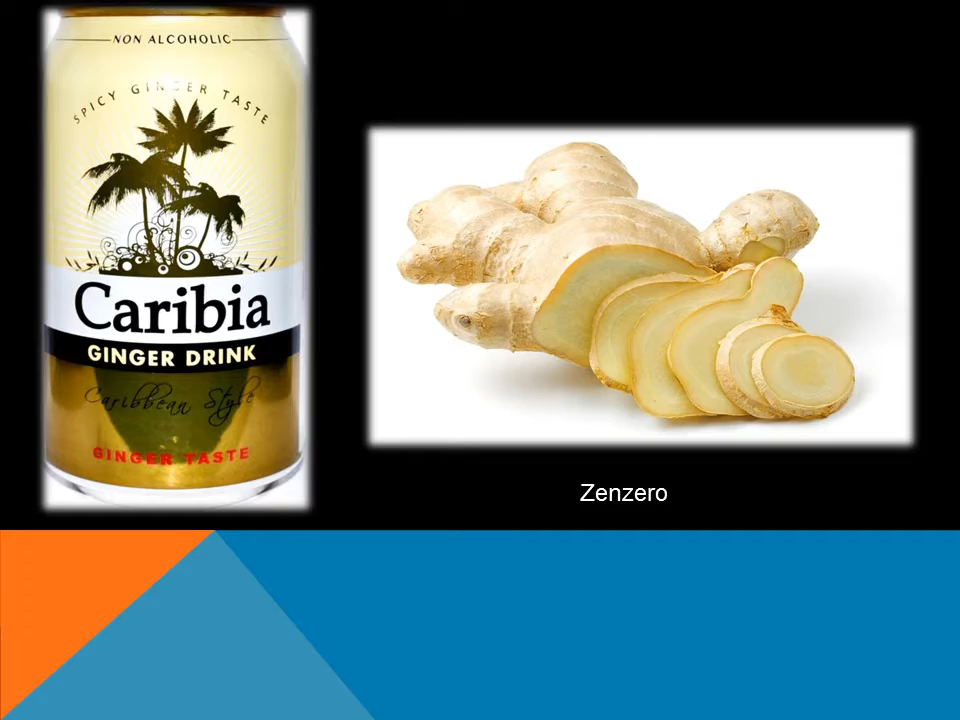 NON ALCOHOLIC
SPICY GINGER TASTE
Caribia
GINGER DRINK
Caribbean Style
GINGER TASTE
Zenzero